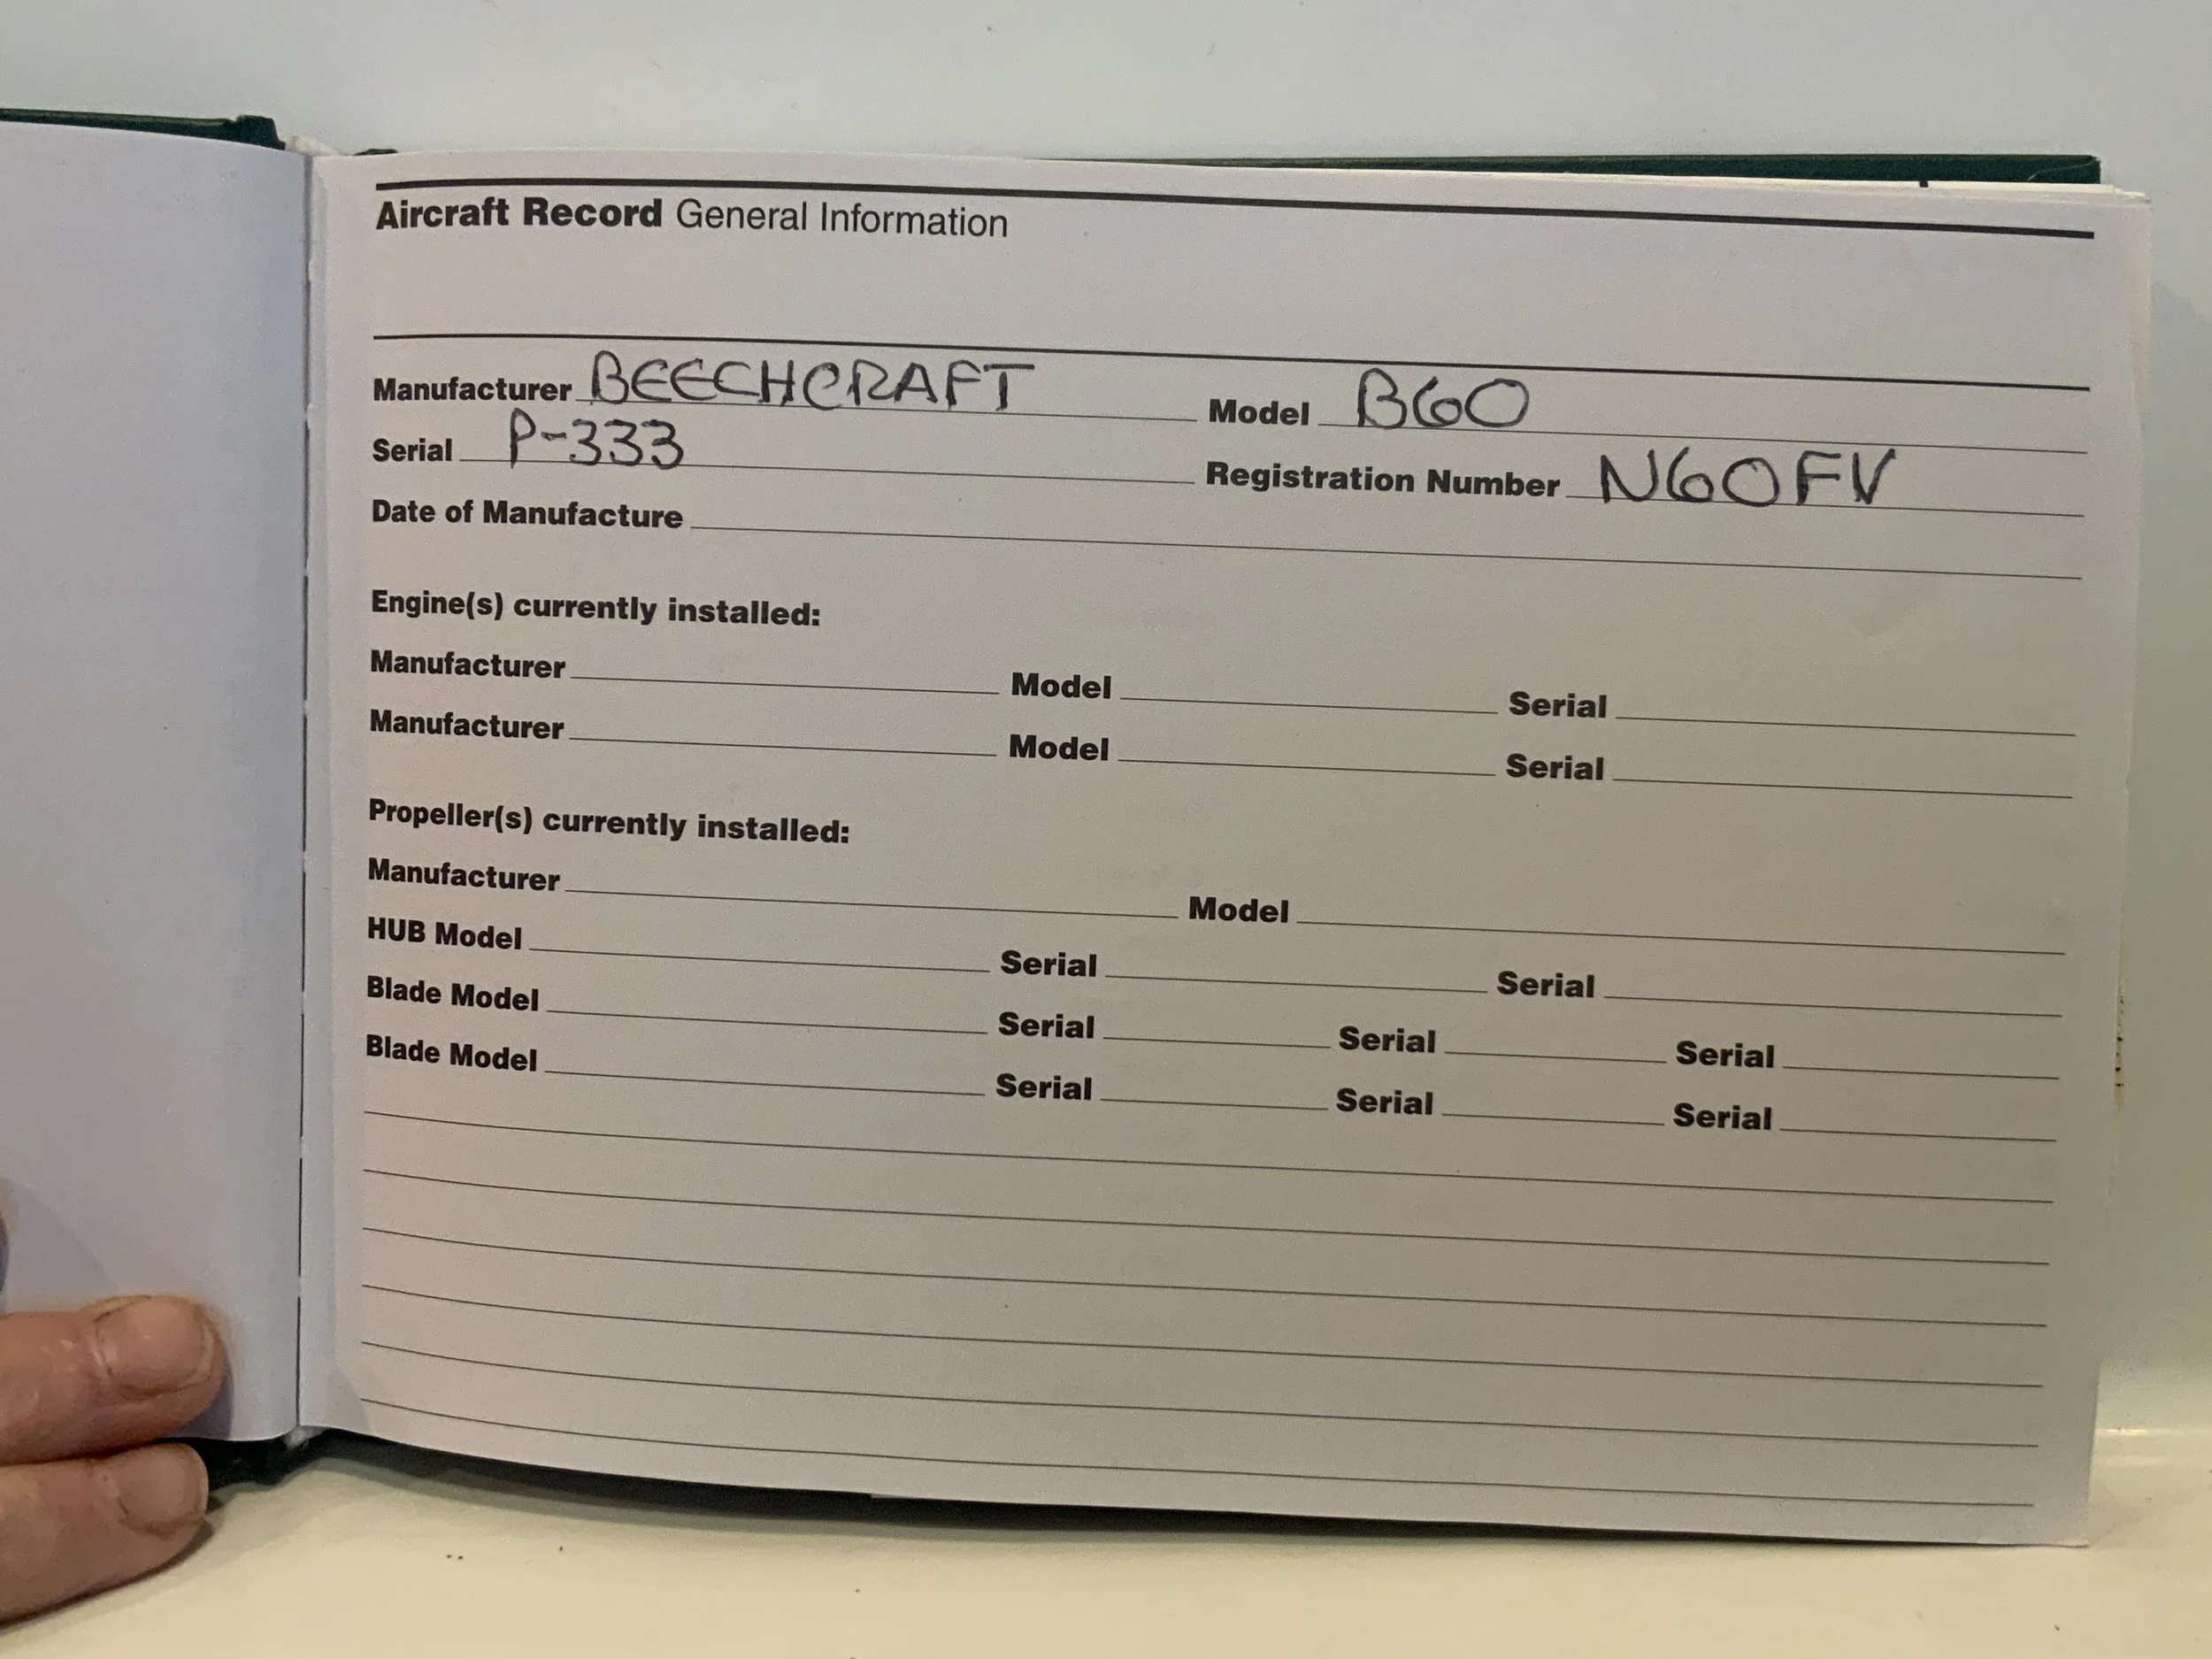 Aircraft Record General Information
Manufacturer BEECHCRAFT Model B60
Serial P-333 Registration Number N60FV
Date of Manufacture
Engine(s) currently installed:
Manufacturer Model Serial
Manufacturer Model Serial
Propeller(s) currently installed:
Manufacturer Model
HUB Model Serial Serial
Blade Model Serial Serial Serial
Blade Model Serial Serial Serial